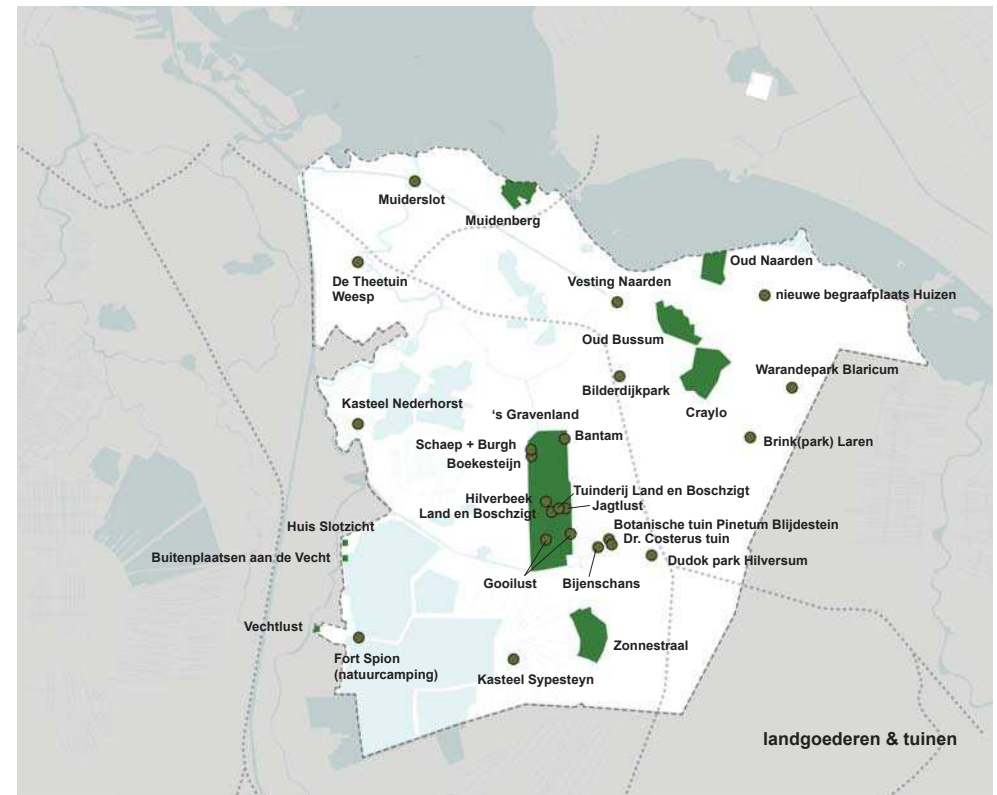 Muiderslot
Muidenberg
De Theetuin
Weesp
Vesting Naarden
Oud Naarden
nieuwe begraafplaats Huizen
Oud Bussum
Bilderdijkpark
Craylo
Warandepark Blaricum
Kasteel Nederhorst
‘s Gravenland
Bantam
Schaep + Burgh
Boekesteijn
Brink(park) Laren
Hilverbeek
Tuinderij Land en Boschzigt
Land en Boschzigt
Jagtlust
Huis Slotzicht
Botanische tuin Pinetum Blijdestein
Dr. Costerus tuin
Buitenplaatsen aan de Vecht
Dudok park Hilversum
Gooilust
Bijenschans
Vechtlust
Zonnestraal
Fort Spion
(natuurcamping)
Kasteel Sypesteyn
landgoederen & tuinen